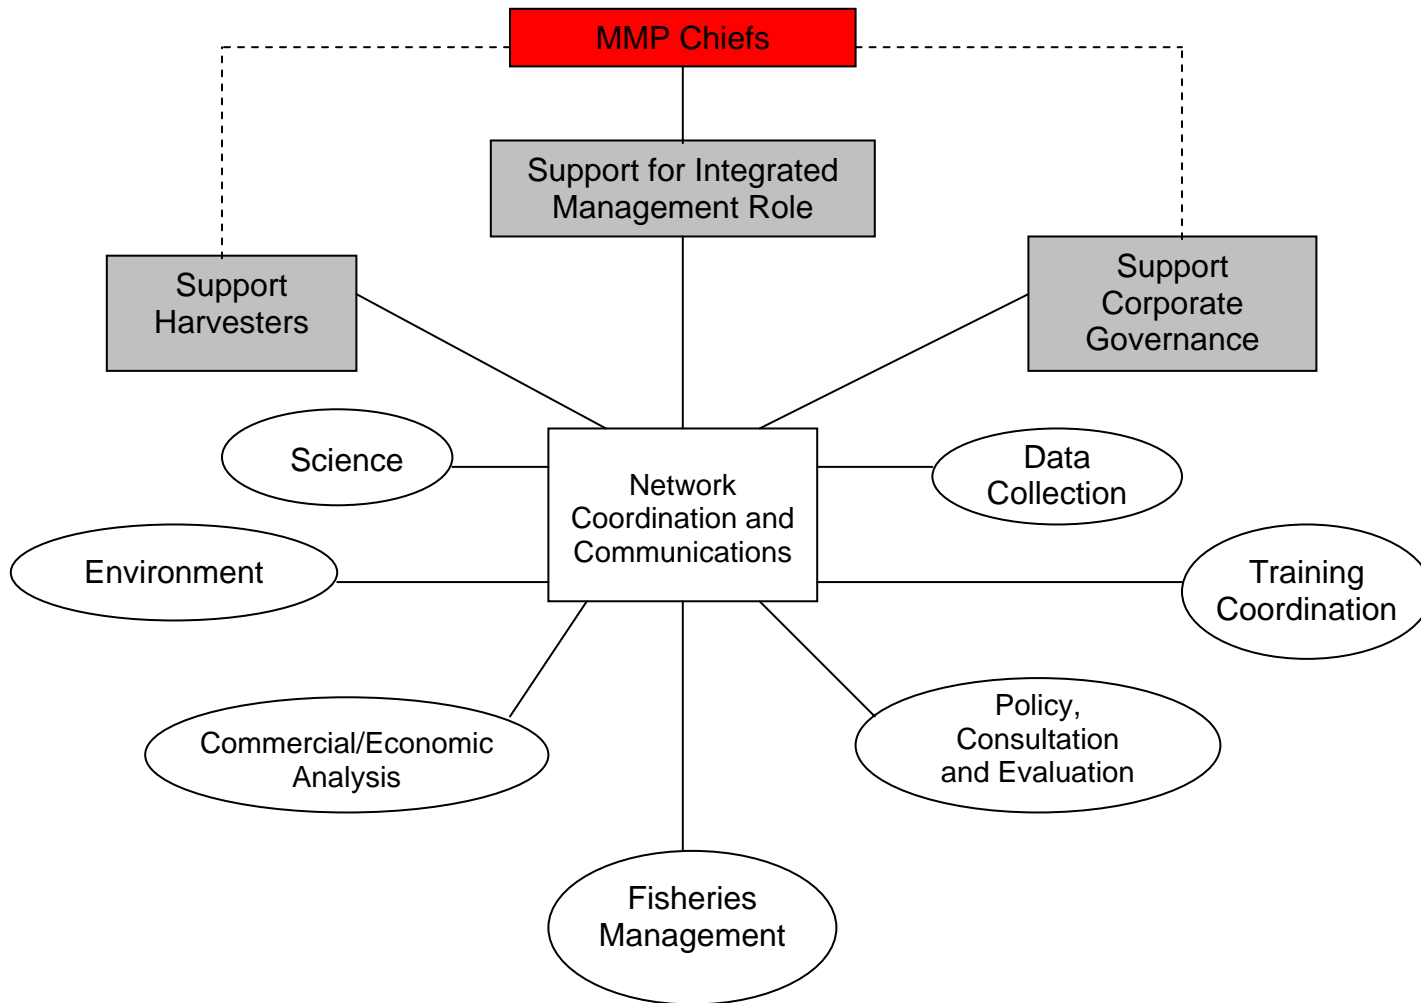 MMP Chiefs
Support for Integrated
Management Role
Support
Harvesters
Support
Corporate
Governance
Science
Network
Coordination and
Communications
Data
Collection
Environment
Training
Coordination
Commercial/Economic
Analysis
Policy,
Consultation
and Evaluation
Fisheries
Management